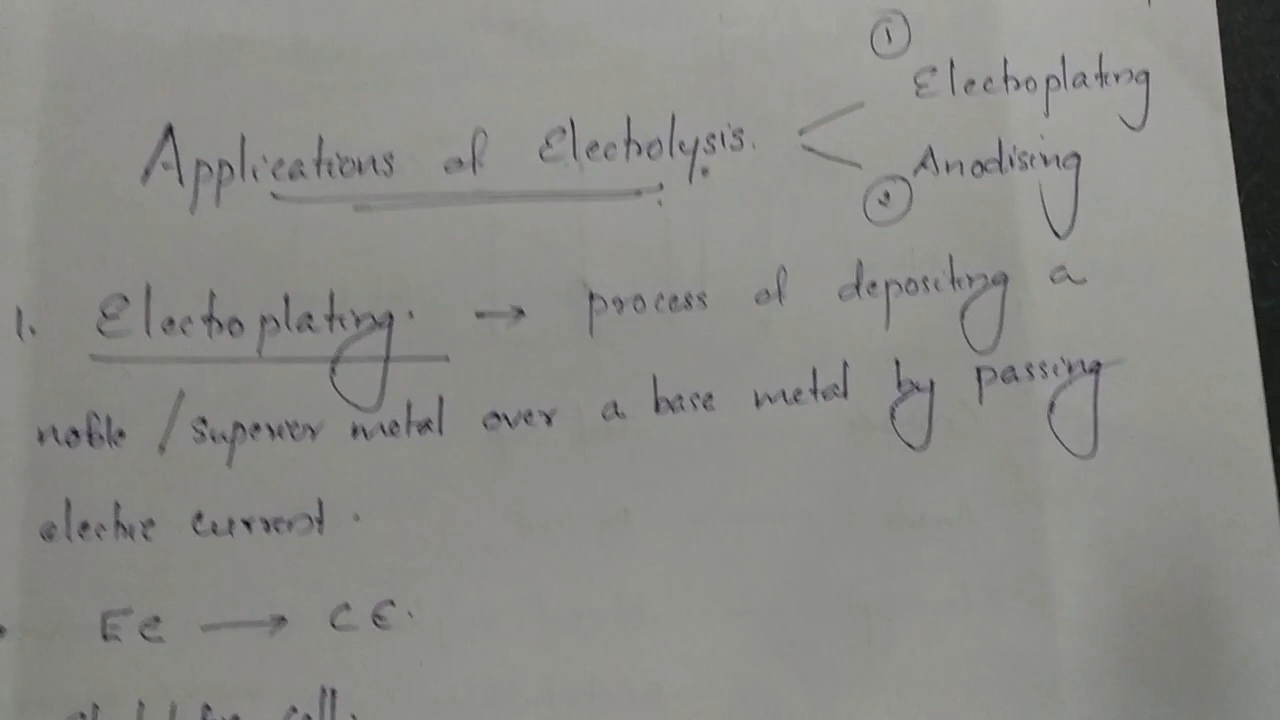 ① Electroplating
Applications of Electrolysis. <
② Anodising
1. Electroplating. → process of depositing a
noble / superior metal over a base metal by passing
electric current.
EE → CE.
cell.